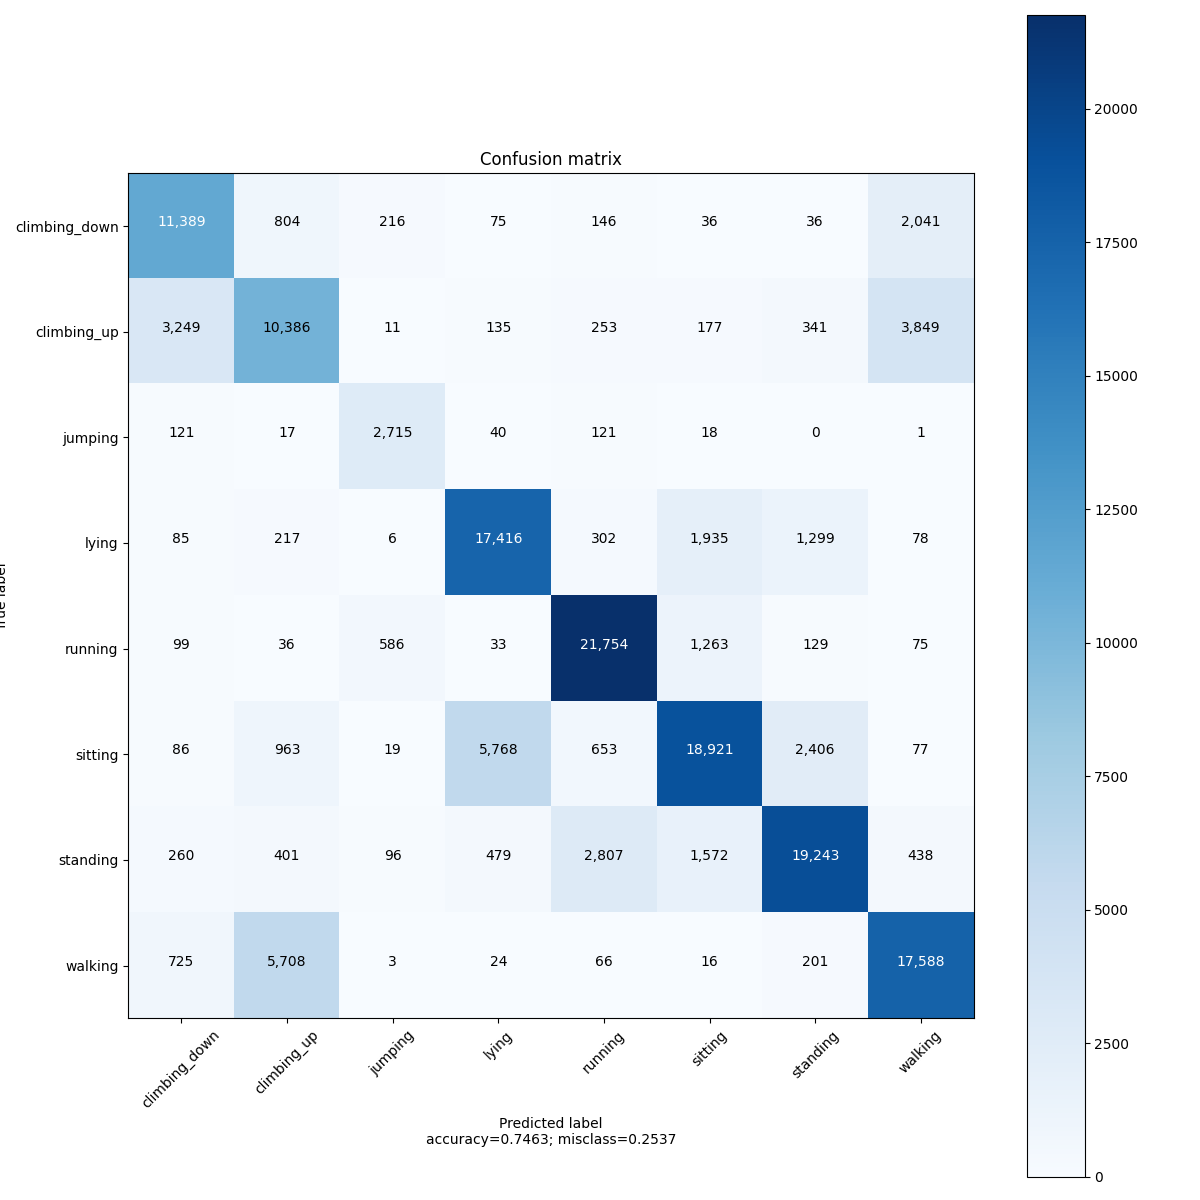 Confusion matrix
climbing_down 11,389 804 216 75 146 36 36 2,041
climbing_up 3,249 10,386 11 135 253 177 341 3,849
jumping 121 17 2,715 40 121 18 0 1
lying 85 217 6 17,416 302 1,935 1,299 78
running 99 36 586 33 21,754 1,263 129 75
sitting 86 963 19 5,768 653 18,921 2,406 77
standing 260 401 96 479 2,807 1,572 19,243 438
walking 725 5,708 3 24 66 16 201 17,588
climbing_down climbing_up jumping lying running sitting standing walking
Predicted label
accuracy=0.7463; misclass=0.2537
True label
20000
17500
15000
12500
10000
7500
5000
2500
0